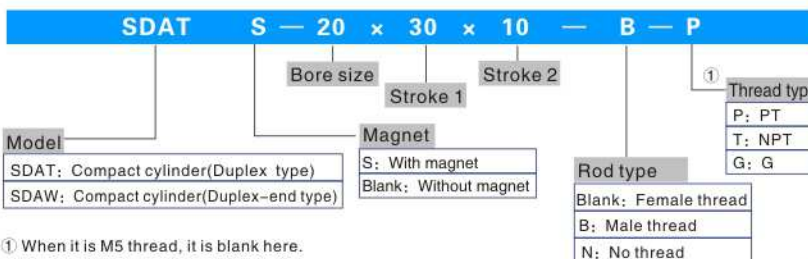 SDAT S — 20 × 30 × 10 — B — P
Bore size
Stroke 1
Stroke 2
①
Thread typ
P: PT
T: NPT
G: G
Model
SDAT: Compact cylinder(Duplex type)
SDAW: Compact cylinder(Duplex-end type)
Magnet
S: With magnet
Blank: Without magnet
Rod type
Blank: Female thread
B: Male thread
N: No thread
① When it is M5 thread, it is blank here.